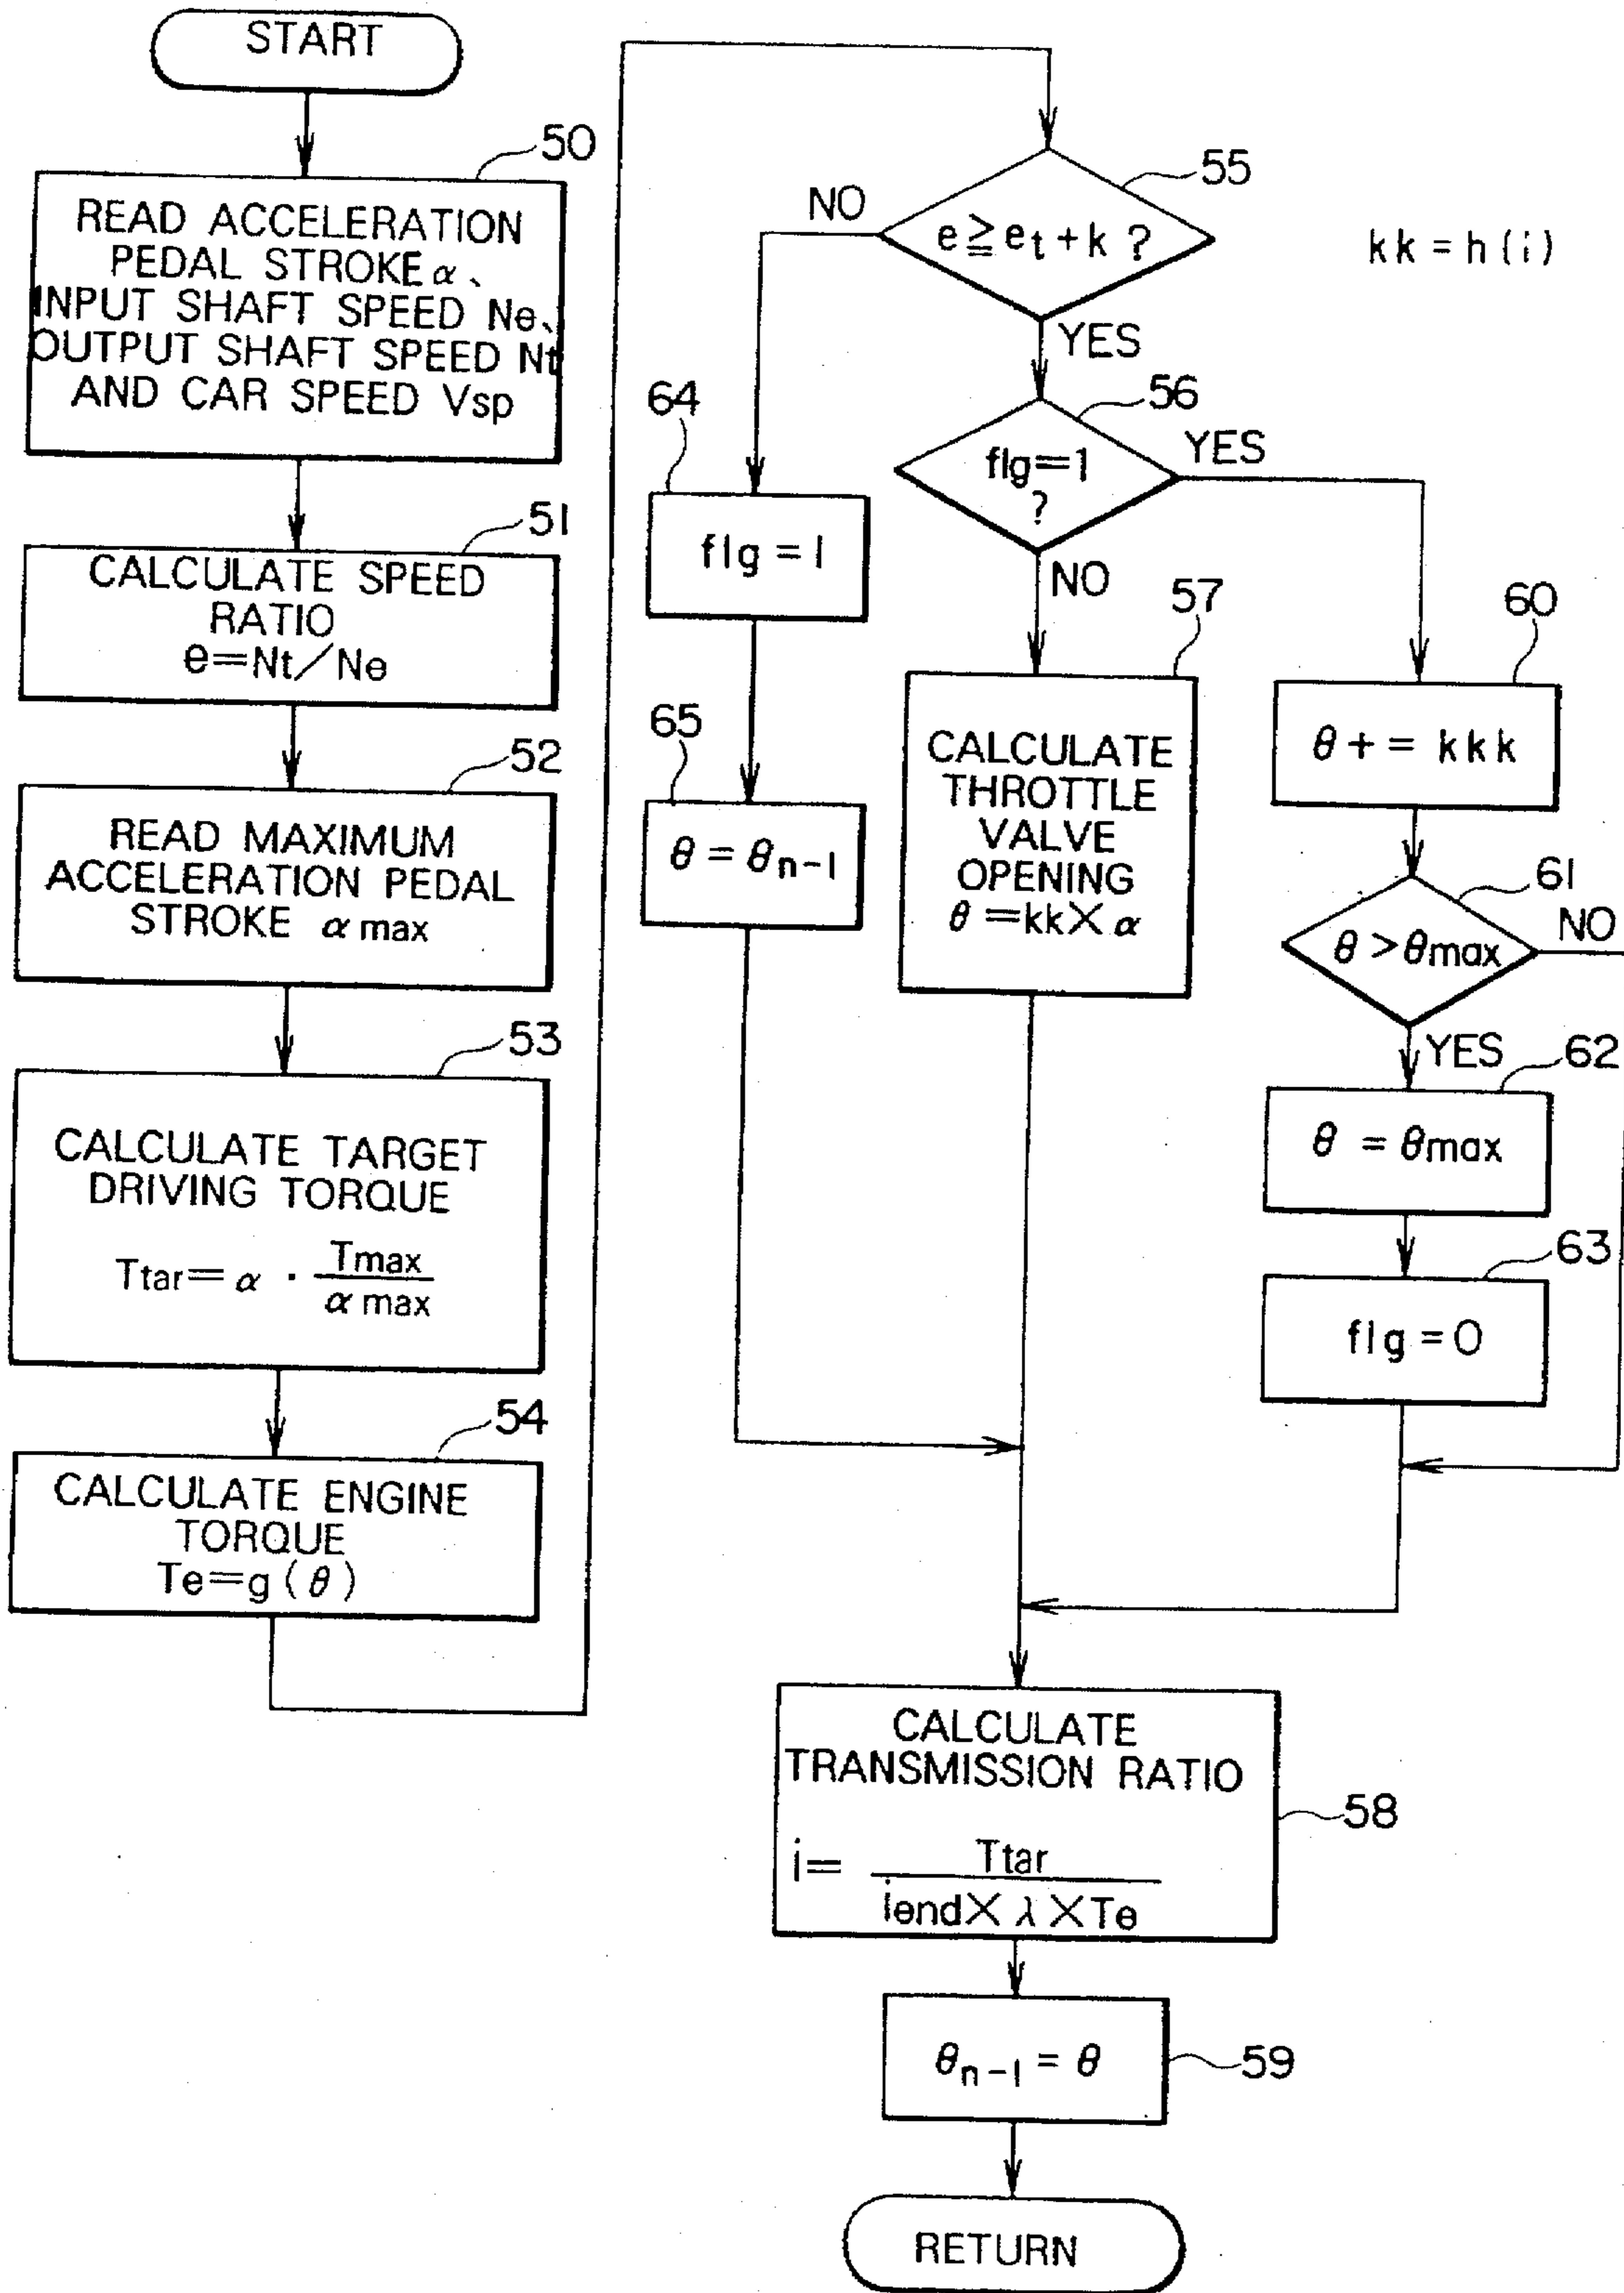 START
50
READ ACCELERATION
PEDAL STROKE α、
INPUT SHAFT SPEED Ne、
OUTPUT SHAFT SPEED Nt
AND CAR SPEED Vsp
51
CALCULATE SPEED
RATIO
e=Nt/Ne
52
READ MAXIMUM
ACCELERATION PEDAL
STROKE α max
53
CALCULATE TARGET
DRIVING TORQUE
Ttar= α · Tmax / α max
54
CALCULATE ENGINE
TORQUE
Te=g(θ)
55
e ≧ et + k ?
NO
YES
kk = h(i)
56
flg=1
?
YES
NO
64
flg = 1
65
θ = θn-1
57
CALCULATE
THROTTLE
VALVE
OPENING
θ =kk× α
60
θ + = kkk
61
θ > θmax
NO
YES
62
θ = θmax
63
flg = 0
58
CALCULATE
TRANSMISSION RATIO
i= Ttar / iend× λ ×Te
59
θn-1 = θ
RETURN